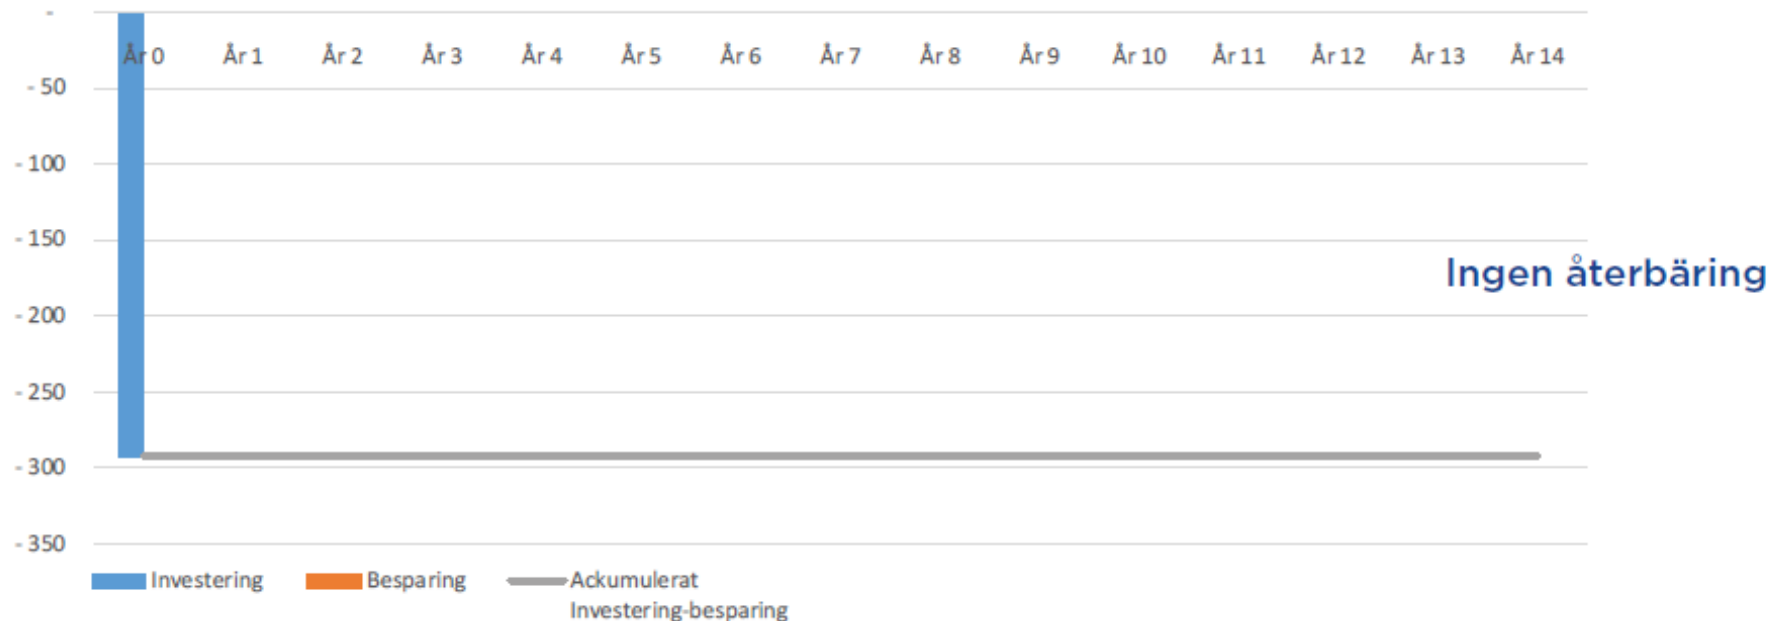 -
År 0 År 1 År 2 År 3 År 4 År 5 År 6 År 7 År 8 År 9 År 10 År 11 År 12 År 13 År 14
- 50
- 100
- 150
Ingen återbäring
- 200
- 250
- 300
- 350
Investering Besparing Ackumulerat
Investering-besparing